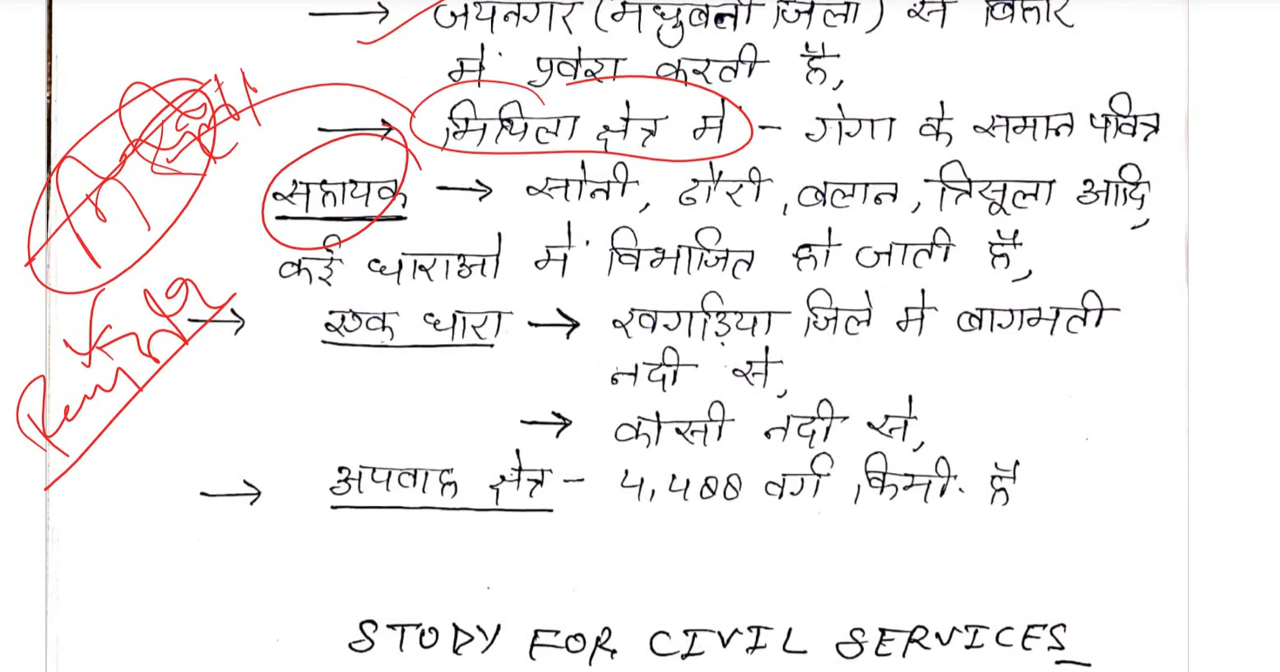 → जयनगर (मधुबनी जिला) से बिहार
में प्रवेश करती है,
→ मिथिला क्षेत्र में - गंगा के समान पवित्र
सहायक → सोनी, ढौरी, बलान, त्रिसूला आदि,
कई धाराओ में विभाजित हो जाती है,
→ एक धारा → खगड़िया जिले में बागमती
नदी से,
→ कोसी नदी से,
→ अपवाह क्षेत्र - 4,488 वर्ग किमी. है
STUDY FOR CIVIL SERVICES